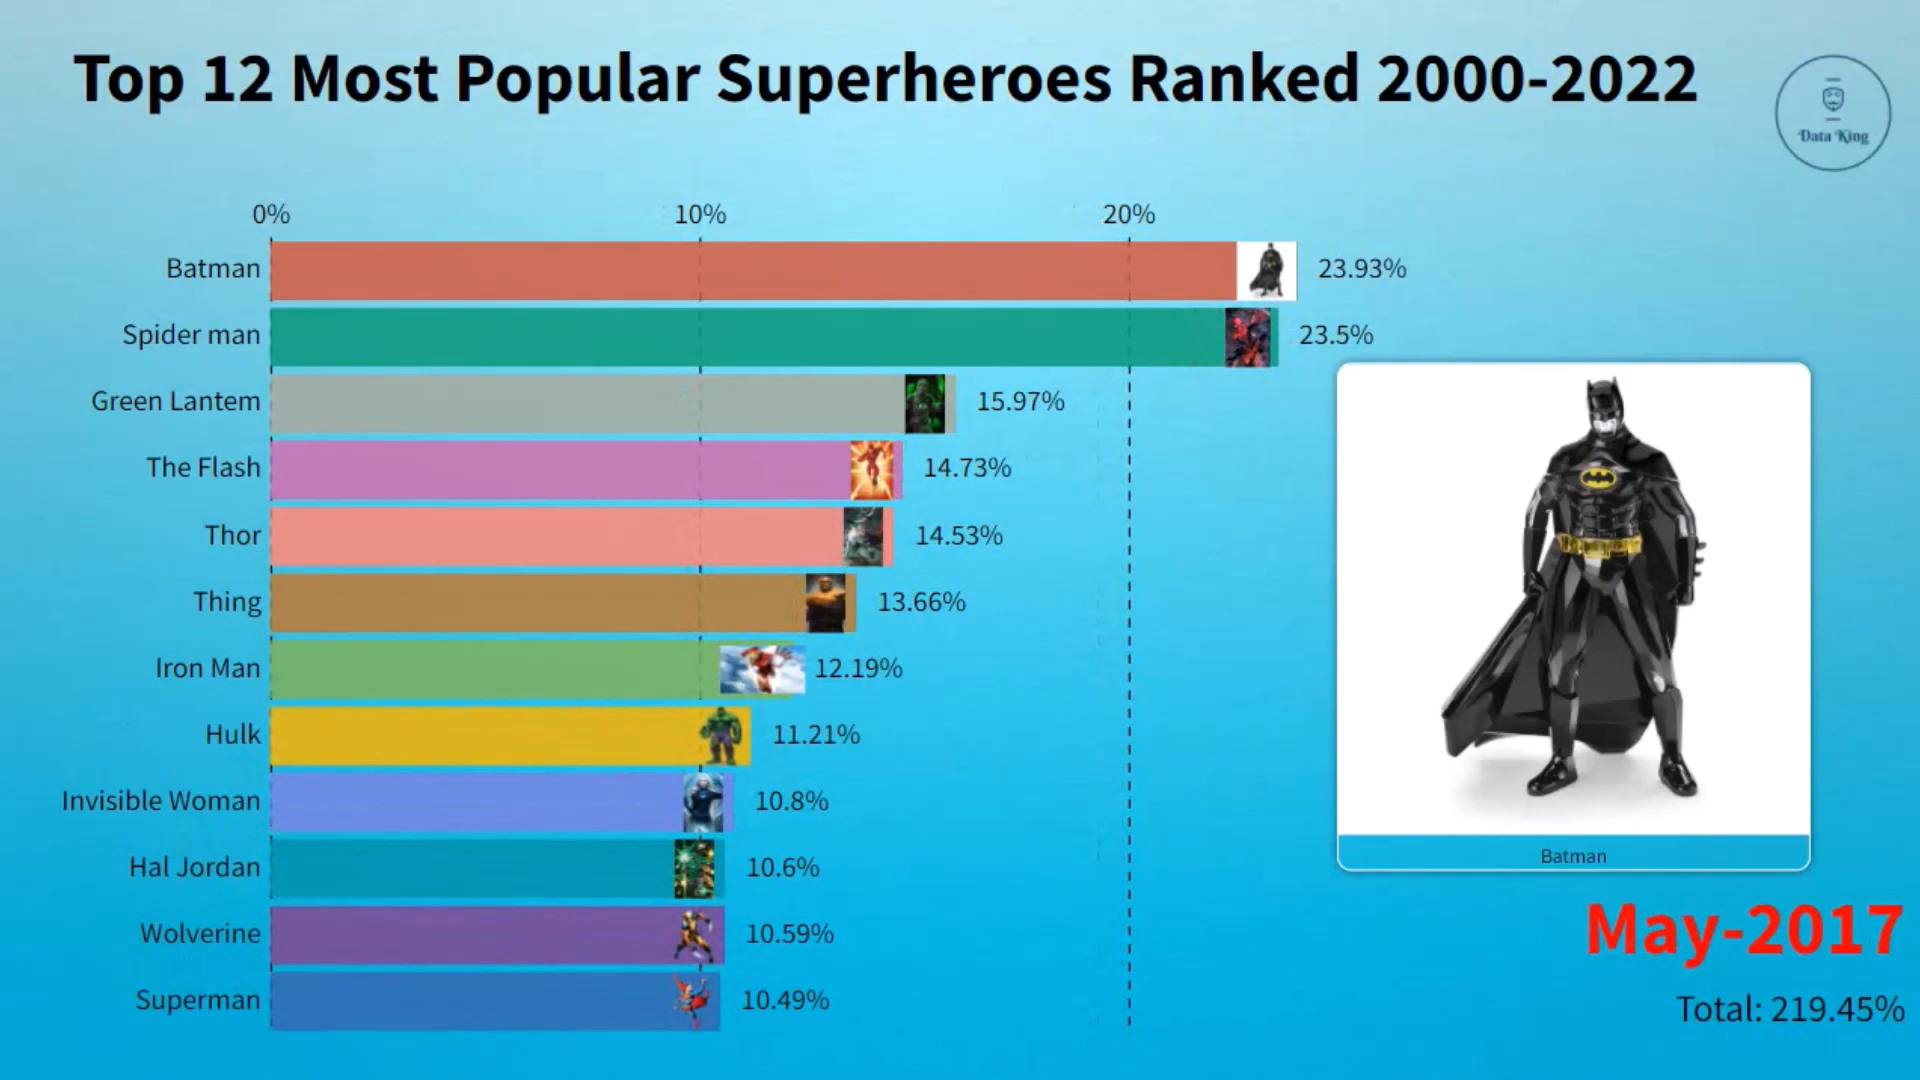 Top 12 Most Popular Superheroes Ranked 2000-2022
Data King
0% 10% 20%
Batman 23.93%
Spider man 23.5%
Green Lantem 15.97%
The Flash 14.73%
Thor 14.53%
Thing 13.66%
Iron Man 12.19%
Hulk 11.21%
Invisible Woman 10.8%
Hal Jordan 10.6%
Wolverine 10.59%
Superman 10.49%
Batman
May-2017
Total: 219.45%